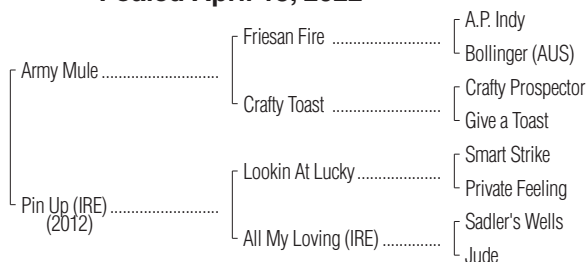 Foaled April 2022
A.P. Indy
Friesan Fire
Bollinger (AUS)
Army Mule
Crafty Prospector
Crafty Toast
Give a Toast
Smart Strike
Lookin At Lucky
Private Feeling
Pin Up (IRE)
(2012)
Sadler's Wells
All My Loving (IRE)
Jude